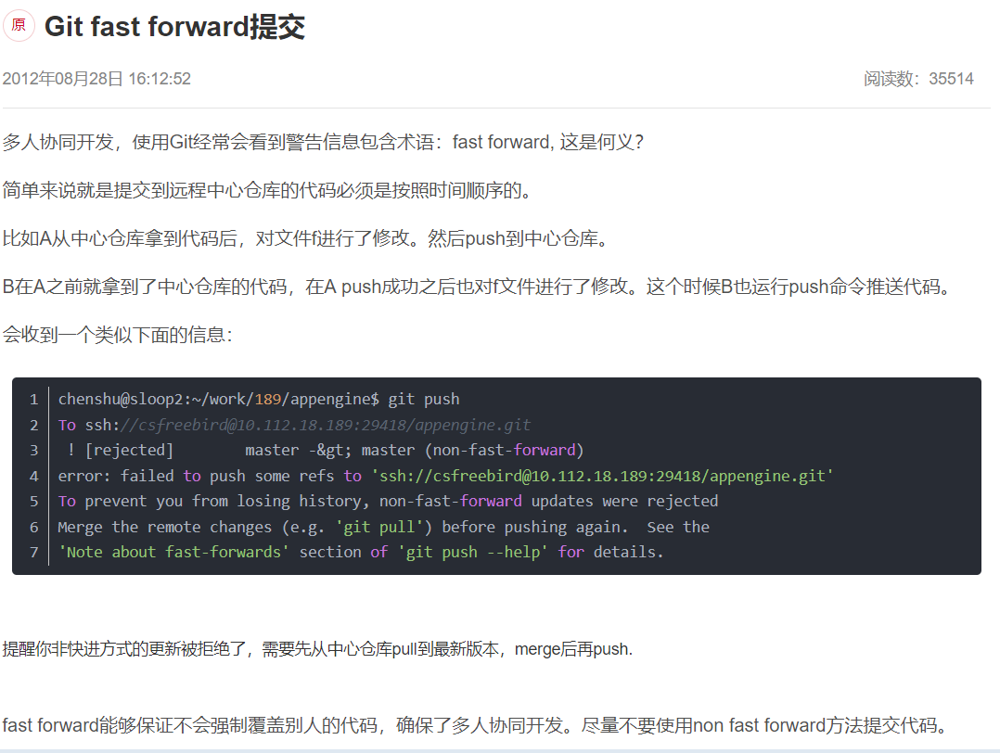 原 Git fast forward提交
2012年08月28日 16:12:52 阅读数：35514
多人协同开发，使用Git经常会看到警告信息包含术语：fast forward, 这是何义？
简单来说就是提交到远程中心仓库的代码必须是按照时间顺序的。
比如A从中心仓库拿到代码后，对文件f进行了修改。然后push到中心仓库。
B在A之前就拿到了中心仓库的代码，在A push成功之后也对f文件进行了修改。这个时候B也运行push命令推送代码。
会收到一个类似下面的信息：
1 chenshu@sloop2:~/work/189/appengine$ git push
2 To ssh://csfreebird@10.112.18.189:29418/appengine.git
3 ! [rejected]        master -&gt; master (non-fast-forward)
4 error: failed to push some refs to 'ssh://csfreebird@10.112.18.189:29418/appengine.git'
5 To prevent you from losing history, non-fast-forward updates were rejected
6 Merge the remote changes (e.g. 'git pull') before pushing again.  See the
7 'Note about fast-forwards' section of 'git push --help' for details.
提醒你非快进方式的更新被拒绝了，需要先从中心仓库pull到最新版本，merge后再push.
fast forward能够保证不会强制覆盖别人的代码，确保了多人协同开发。尽量不要使用non fast forward方法提交代码。